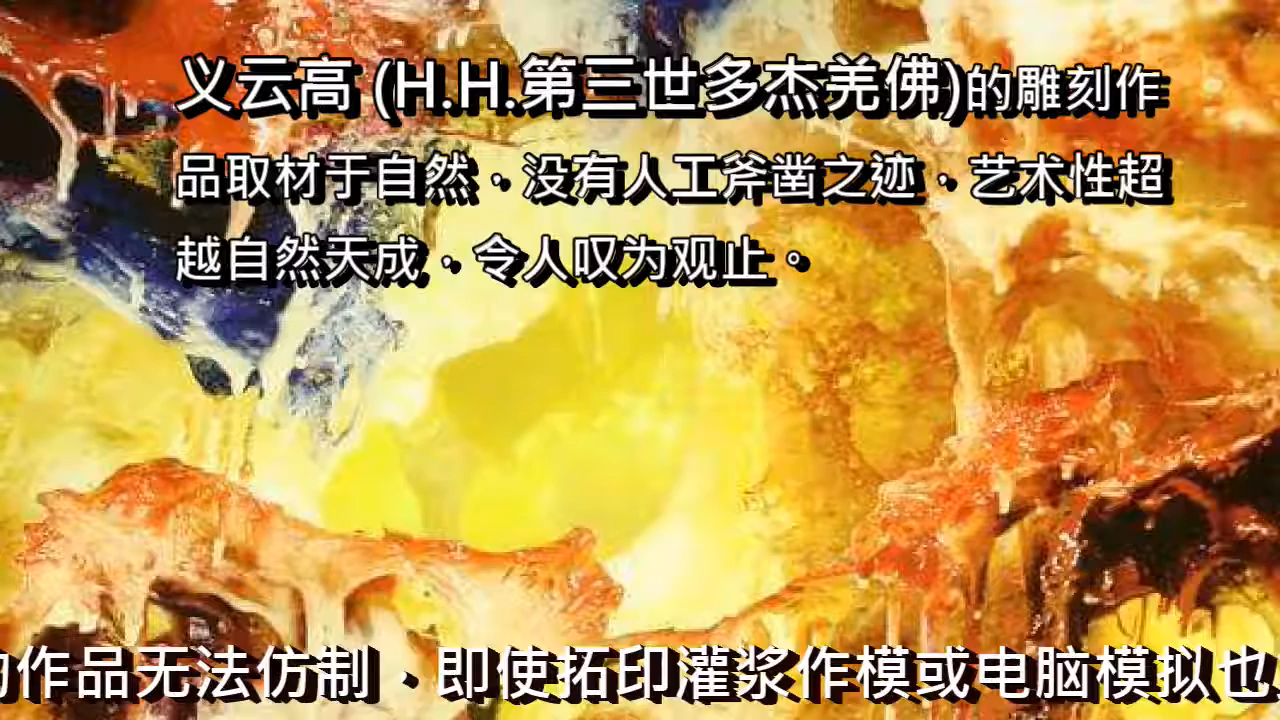 义云高 (H.H.第三世多杰羌佛)的雕刻作
品取材于自然，没有人工斧凿之迹，艺术性超
越自然天成，令人叹为观止。
作品无法仿制、即使拓印灌浆作模或电脑模拟也